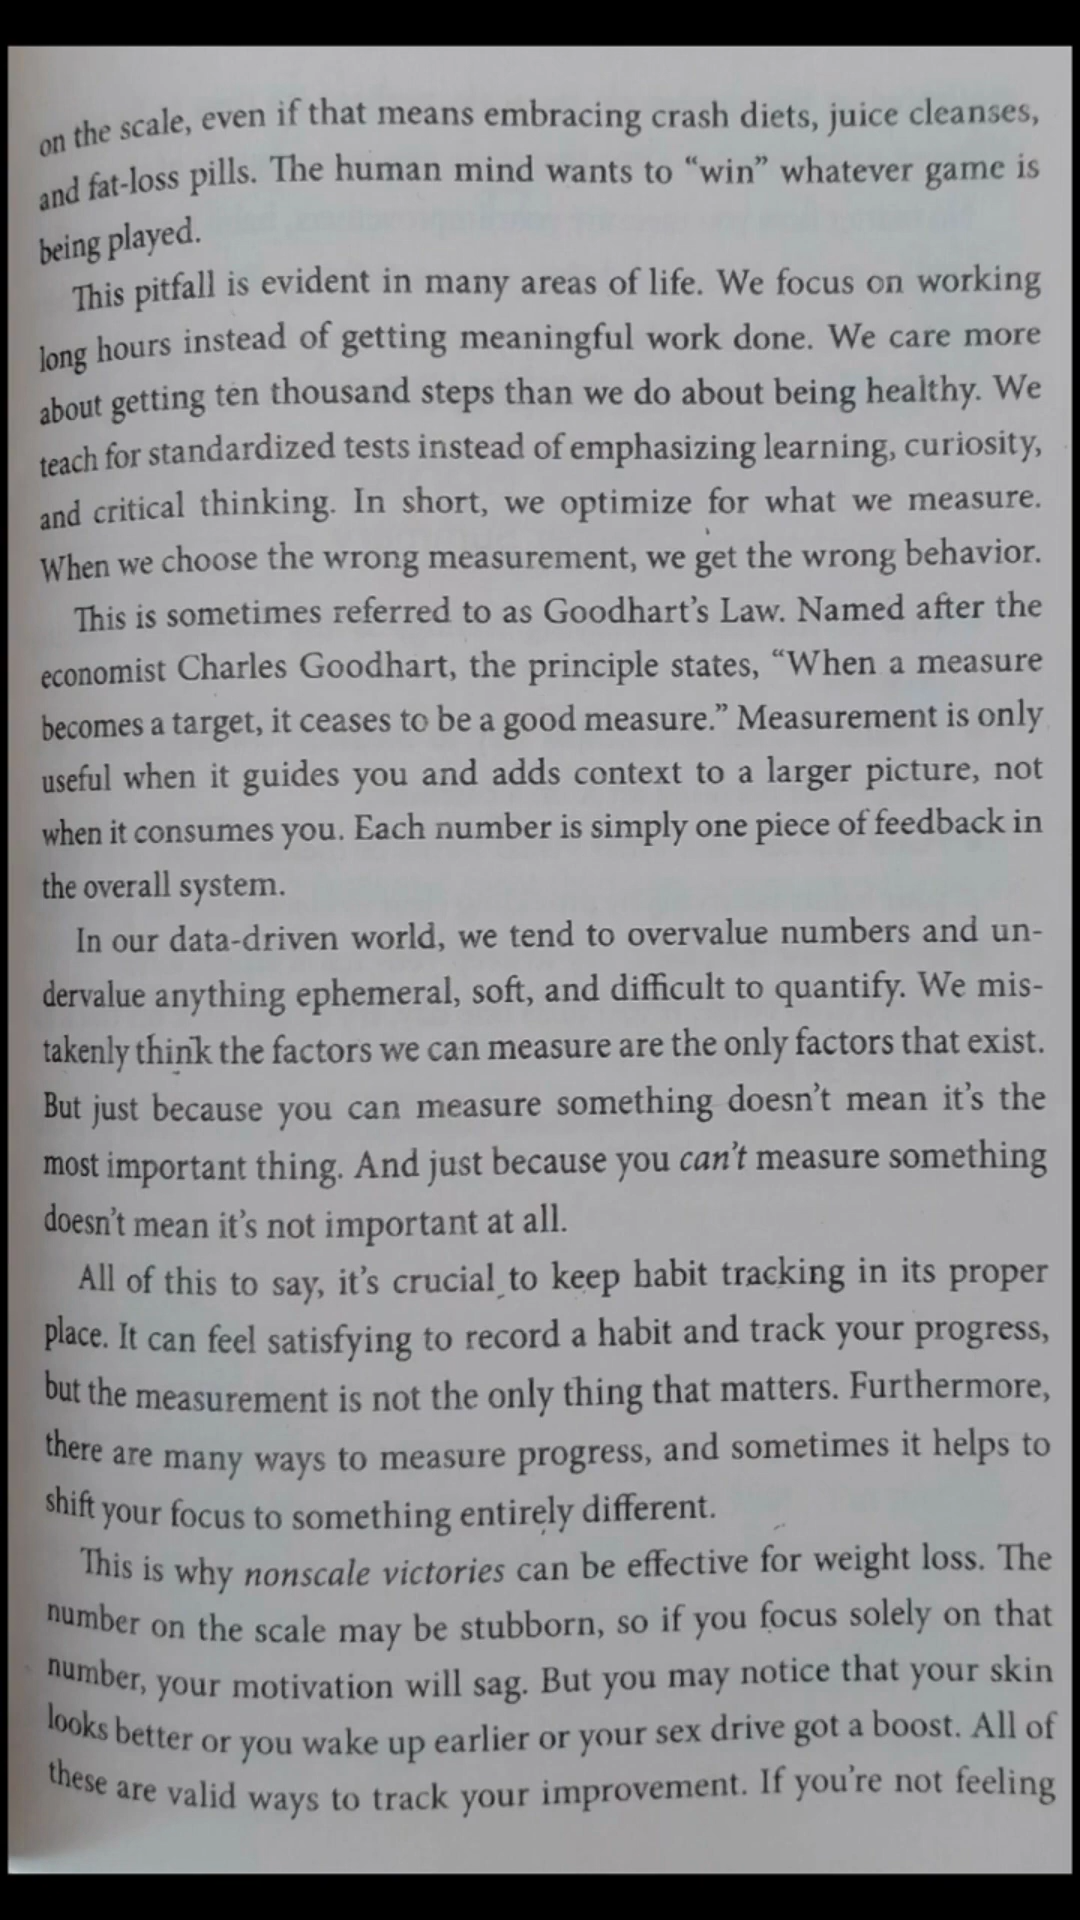 on the scale, even if that means embracing crash diets, juice cleanses,
and fat-loss pills. The human mind wants to “win” whatever game is
being played.
This pitfall is evident in many areas of life. We focus on working
long hours instead of getting meaningful work done. We care more
about getting ten thousand steps than we do about being healthy. We
teach for standardized tests instead of emphasizing learning, curiosity,
and critical thinking. In short, we optimize for what we measure.
When we choose the wrong measurement, we get the wrong behavior.
This is sometimes referred to as Goodhart’s Law. Named after the
economist Charles Goodhart, the principle states, “When a measure
becomes a target, it ceases to be a good measure.” Measurement is only
useful when it guides you and adds context to a larger picture, not
when it consumes you. Each number is simply one piece of feedback in
the overall system.
In our data-driven world, we tend to overvalue numbers and un-
dervalue anything ephemeral, soft, and difficult to quantify. We mis-
takenly think the factors we can measure are the only factors that exist.
But just because you can measure something doesn’t mean it’s the
most important thing. And just because you can’t measure something
doesn’t mean it’s not important at all.
All of this to say, it’s crucial to keep habit tracking in its proper
place. It can feel satisfying to record a habit and track your progress,
but the measurement is not the only thing that matters. Furthermore,
there are many ways to measure progress, and sometimes it helps to
shift your focus to something entirely different.
This is why nonscale victories can be effective for weight loss. The
number on the scale may be stubborn, so if you focus solely on that
number, your motivation will sag. But you may notice that your skin
looks better or you wake up earlier or your sex drive got a boost. All of
these are valid ways to track your improvement. If you’re not feeling